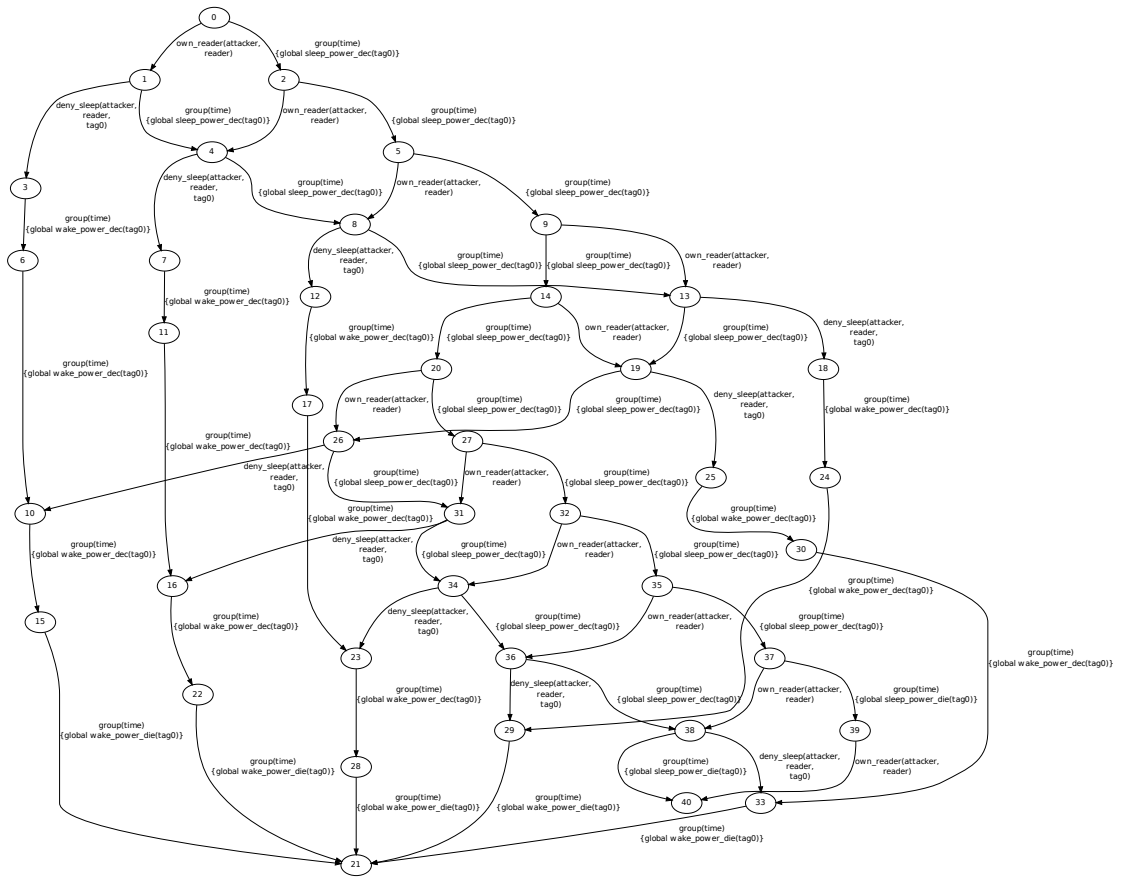 0
own_reader(attacker,
reader)
group(time)
{global sleep_power_dec(tag0)}
1
2
deny_sleep(attacker,
reader,
tag0)
group(time)
{global sleep_power_dec(tag0)}
own_reader(attacker,
reader)
group(time)
{global sleep_power_dec(tag0)}
4
5
3
deny_sleep(attacker,
reader,
tag0)
group(time)
{global sleep_power_dec(tag0)}
own_reader(attacker,
reader)
group(time)
{global sleep_power_dec(tag0)}
group(time)
{global wake_power_dec(tag0)}
8
9
6
7
deny_sleep(attacker,
reader,
tag0)
group(time)
{global sleep_power_dec(tag0)}
group(time)
{global sleep_power_dec(tag0)}
own_reader(attacker,
reader)
group(time)
{global wake_power_dec(tag0)}
12
14
13
11
group(time)
{global wake_power_dec(tag0)}
group(time)
{global sleep_power_dec(tag0)}
own_reader(attacker,
reader)
group(time)
{global sleep_power_dec(tag0)}
deny_sleep(attacker,
reader,
tag0)
group(time)
{global wake_power_dec(tag0)}
20
19
18
17
own_reader(attacker,
reader)
group(time)
{global sleep_power_dec(tag0)}
group(time)
{global sleep_power_dec(tag0)}
deny_sleep(attacker,
reader,
tag0)
group(time)
{global wake_power_dec(tag0)}
group(time)
{global wake_power_dec(tag0)}
26
27
deny_sleep(attacker,
reader,
tag0)
group(time)
{global sleep_power_dec(tag0)}
own_reader(attacker,
reader)
group(time)
{global sleep_power_dec(tag0)}
25
24
10
group(time)
{global wake_power_dec(tag0)}
31
32
group(time)
{global wake_power_dec(tag0)}
group(time)
{global wake_power_dec(tag0)}
deny_sleep(attacker,
reader,
tag0)
group(time)
{global sleep_power_dec(tag0)}
own_reader(attacker,
reader)
group(time)
{global sleep_power_dec(tag0)}
30
16
34
35
group(time)
{global wake_power_dec(tag0)}
15
group(time)
{global wake_power_dec(tag0)}
deny_sleep(attacker,
reader,
tag0)
group(time)
{global sleep_power_dec(tag0)}
own_reader(attacker,
reader)
group(time)
{global sleep_power_dec(tag0)}
23
36
37
group(time)
{global wake_power_dec(tag0)}
22
group(time)
{global wake_power_dec(tag0)}
deny_sleep(attacker,
reader,
tag0)
group(time)
{global sleep_power_dec(tag0)}
own_reader(attacker,
reader)
group(time)
{global sleep_power_die(tag0)}
group(time)
{global wake_power_die(tag0)}
29
38
39
28
group(time)
{global wake_power_die(tag0)}
group(time)
{global sleep_power_die(tag0)}
deny_sleep(attacker,
reader,
tag0)
own_reader(attacker,
reader)
group(time)
{global wake_power_die(tag0)}
group(time)
{global wake_power_die(tag0)}
40
33
group(time)
{global wake_power_die(tag0)}
21